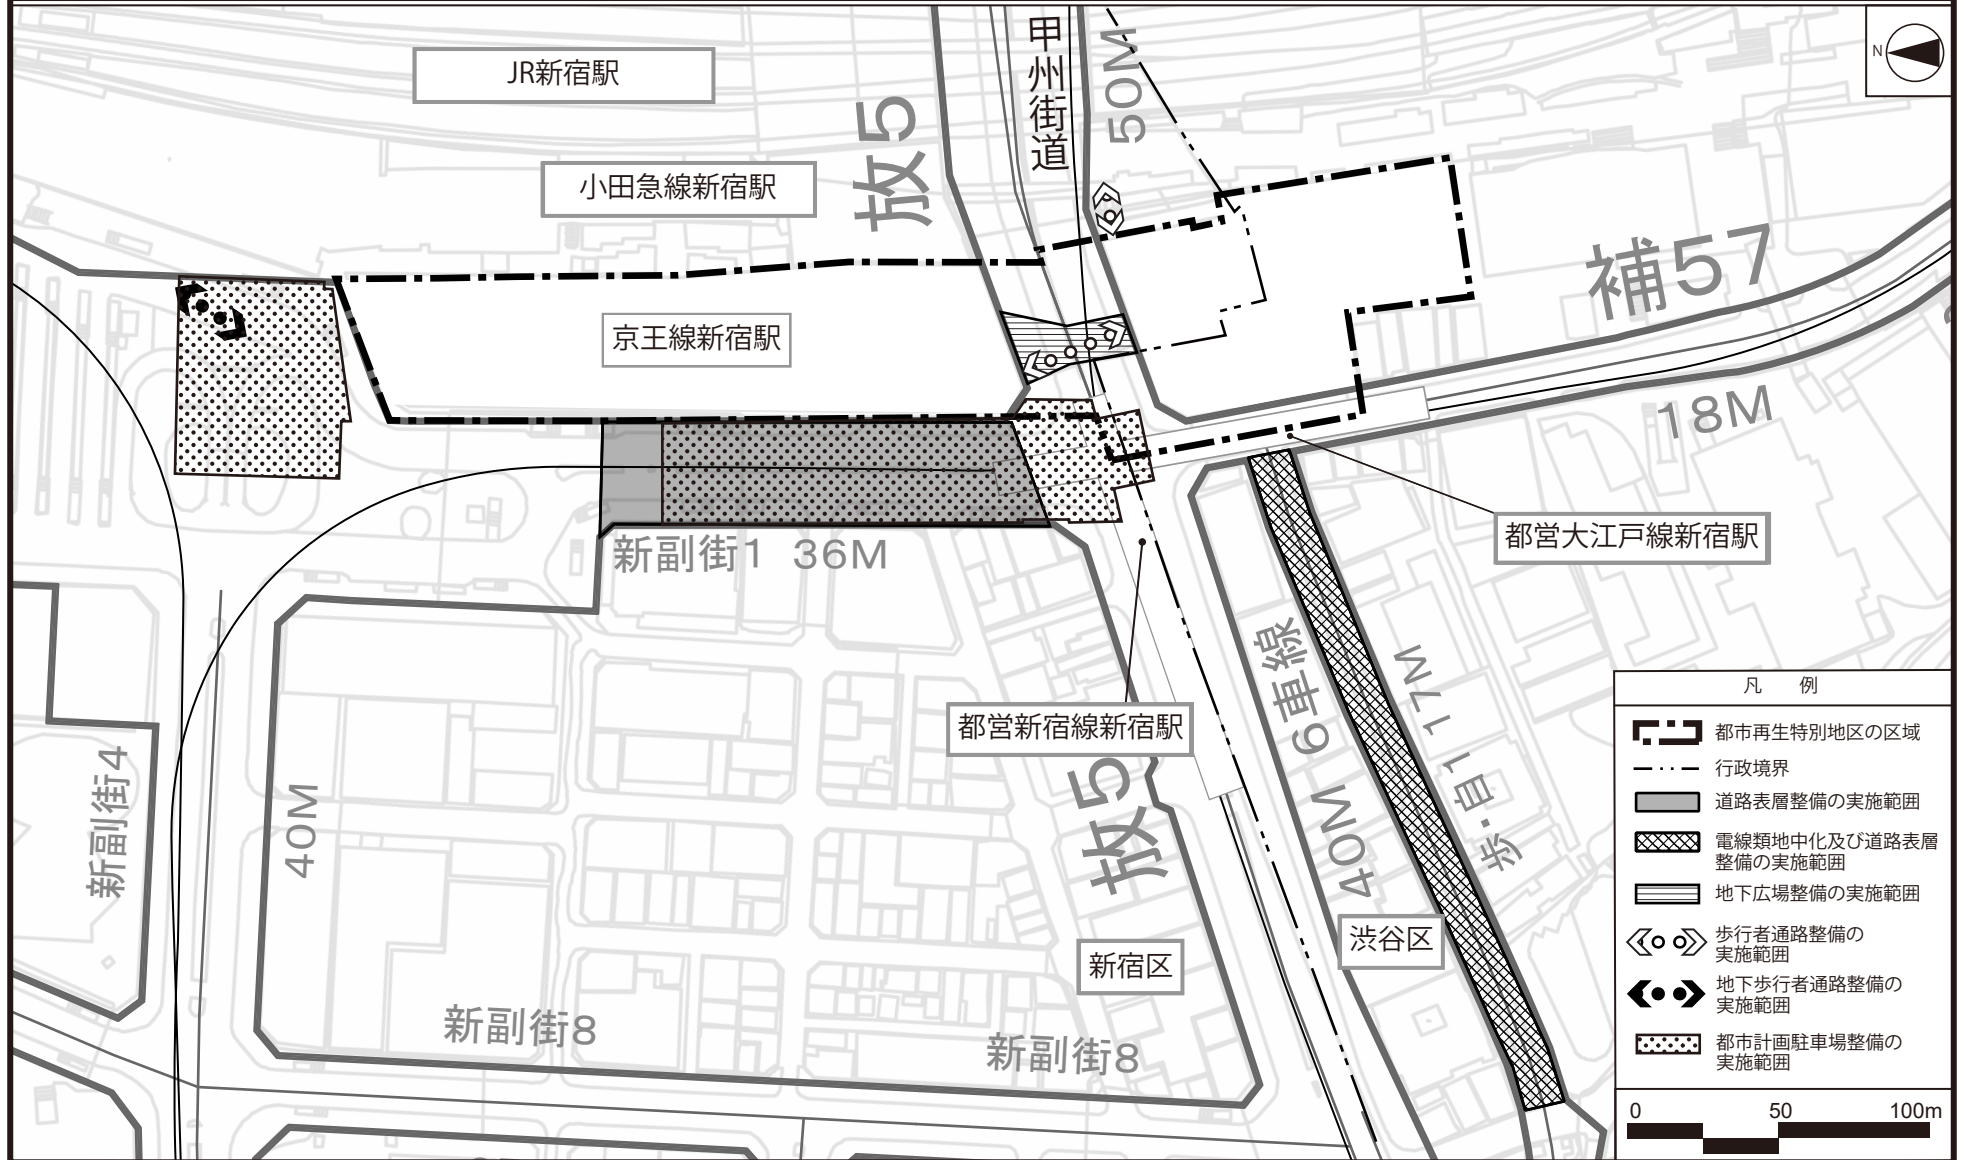 JR新宿駅
小田急線新宿駅
放5
甲州街道
50M
N
京王線新宿駅
補57
18M
新副街1 36M
都営大江戸線新宿駅
都営新宿線新宿駅
放5
6車線
40M
歩・自1 17M
新副街4
40M
新宿区
渋谷区
新副街8
新副街8
凡 例
都市再生特別地区の区域
行政境界
道路表層整備の実施範囲
電線類地中化及び道路表層
整備の実施範囲
地下広場整備の実施範囲
歩行者通路整備の
実施範囲
地下歩行者通路整備の
実施範囲
都市計画駐車場整備の
実施範囲
0 50 100m